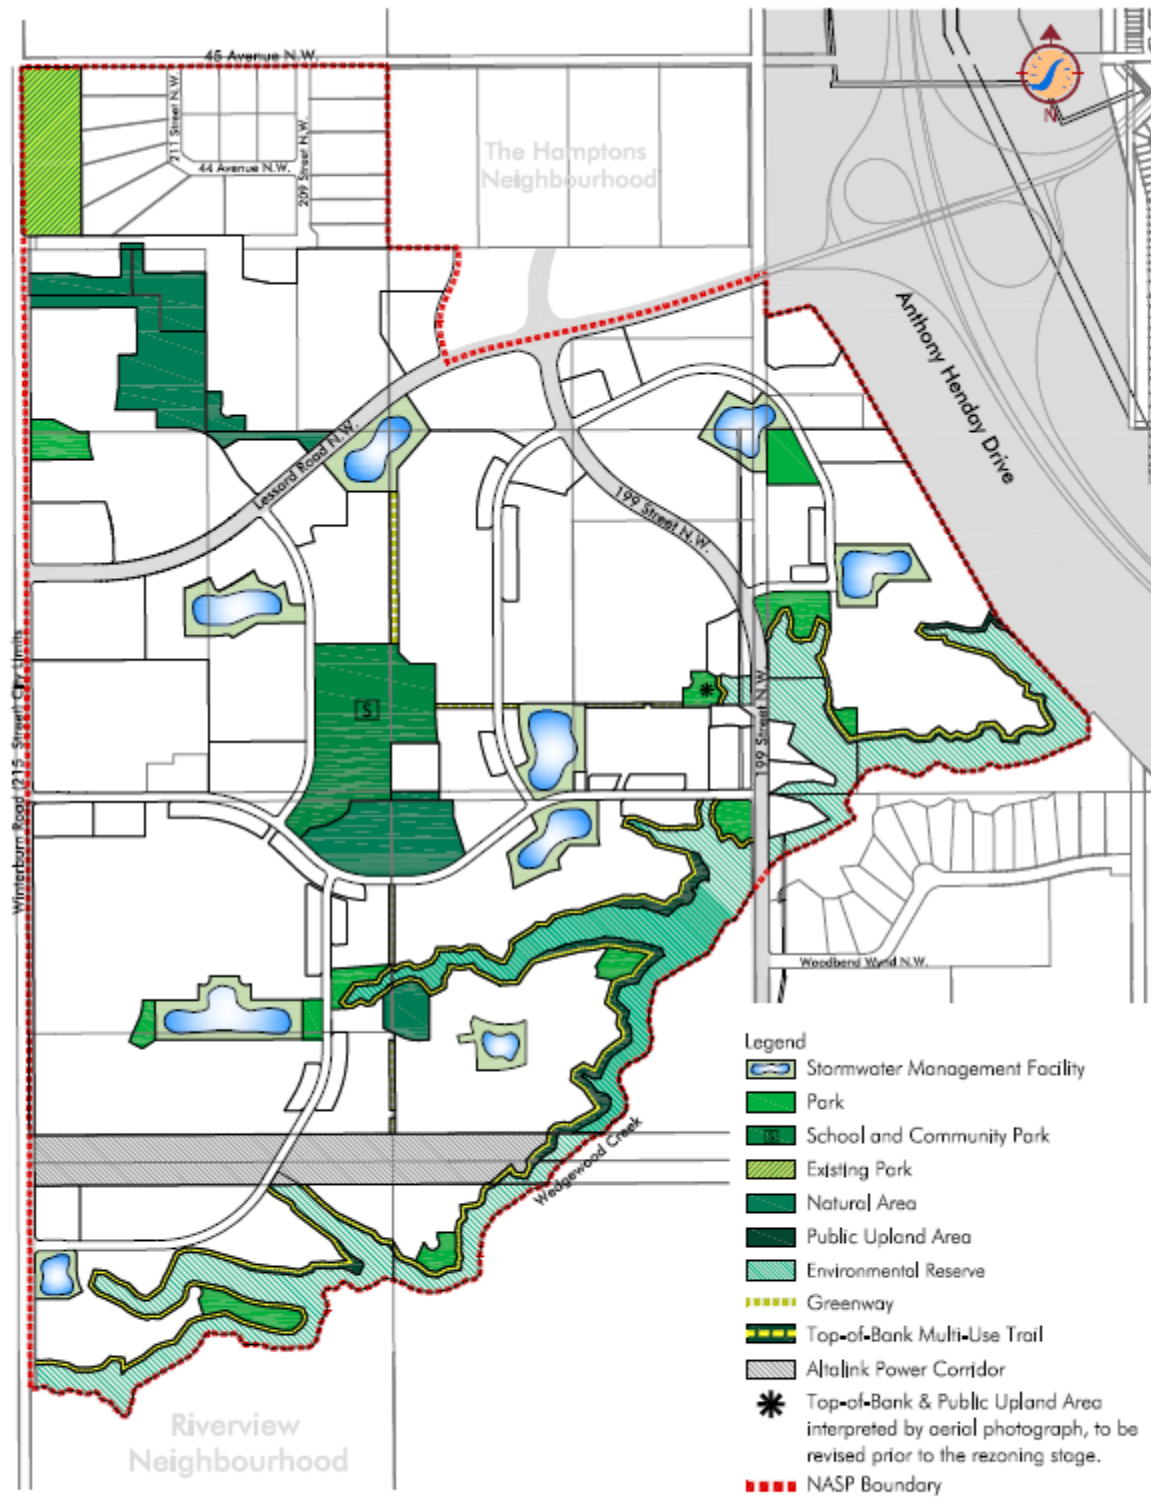 45 Avenue N.W.
211 Street N.W.
209 Street N.W.
44 Avenue N.W.
The Hamptons
Neighbourhood
N
Anthony Henday Drive
Lessard Road N.W.
199 Street N.W.
Winterburn Road (215 Street) City Limits
S
199 Street N.W.
Woodbend Wynd N.W.
Wedgewood Creek
Riverview
Neighbourhood
Legend
Stormwater Management Facility
Park
S
School and Community Park
Existing Park
Natural Area
Public Upland Area
Environmental Reserve
Greenway
Top-of-Bank Multi-Use Trail
Altalink Power Corridor
Top-of-Bank & Public Upland Area
interpreted by aerial photograph, to be
revised prior to the rezoning stage.
NASP Boundary